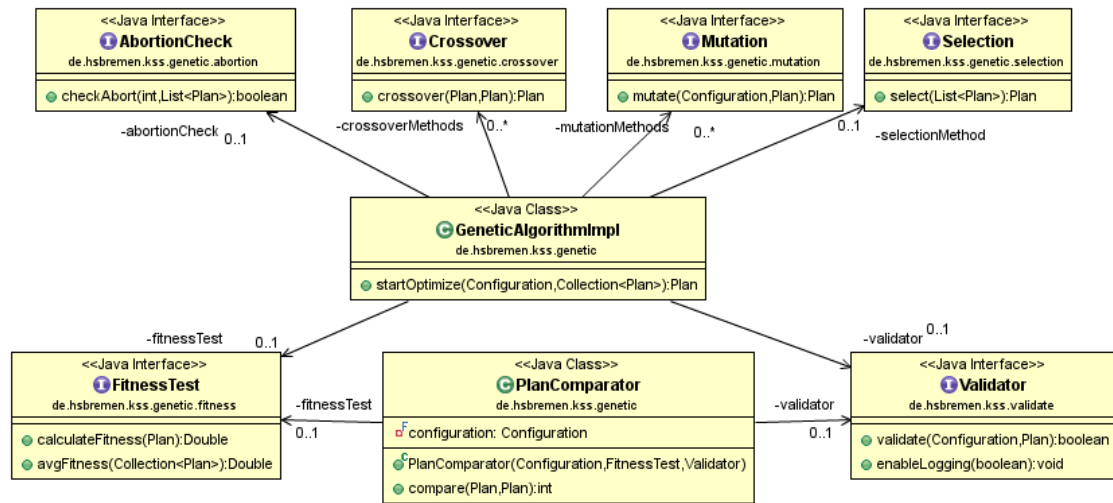 <<Java Interface>>
I AbortionCheck
de.hsbremen.kss.genetic.abortion
checkAbort(int,List<Plan>):boolean
<<Java Interface>>
I Crossover
de.hsbremen.kss.genetic.crossover
crossover(Plan,Plan):Plan
<<Java Interface>>
I Mutation
de.hsbremen.kss.genetic.mutation
mutate(Configuration,Plan):Plan
<<Java Interface>>
I Selection
de.hsbremen.kss.genetic.selection
select(List<Plan>):Plan
-abortionCheck
0..1
-crossoverMethods
0..*
-mutationMethods
0..*
0..1
-selectionMethod
<<Java Class>>
C GeneticAlgorithmImpl
de.hsbremen.kss.genetic
startOptimize(Configuration,Collection<Plan>):Plan
-fitnessTest
0..1
-validator
0..1
<<Java Interface>>
I FitnessTest
de.hsbremen.kss.genetic.fitness
calculateFitness(Plan):Double
avgFitness(Collection<Plan>):Double
-fitnessTest
0..1
<<Java Class>>
C PlanComparator
de.hsbremen.kss.genetic
F configuration: Configuration
C PlanComparator(Configuration,FitnessTest,Validator)
compare(Plan,Plan):int
-validator
0..1
<<Java Interface>>
I Validator
de.hsbremen.kss.validate
validate(Configuration,Plan):boolean
enableLogging(boolean):void